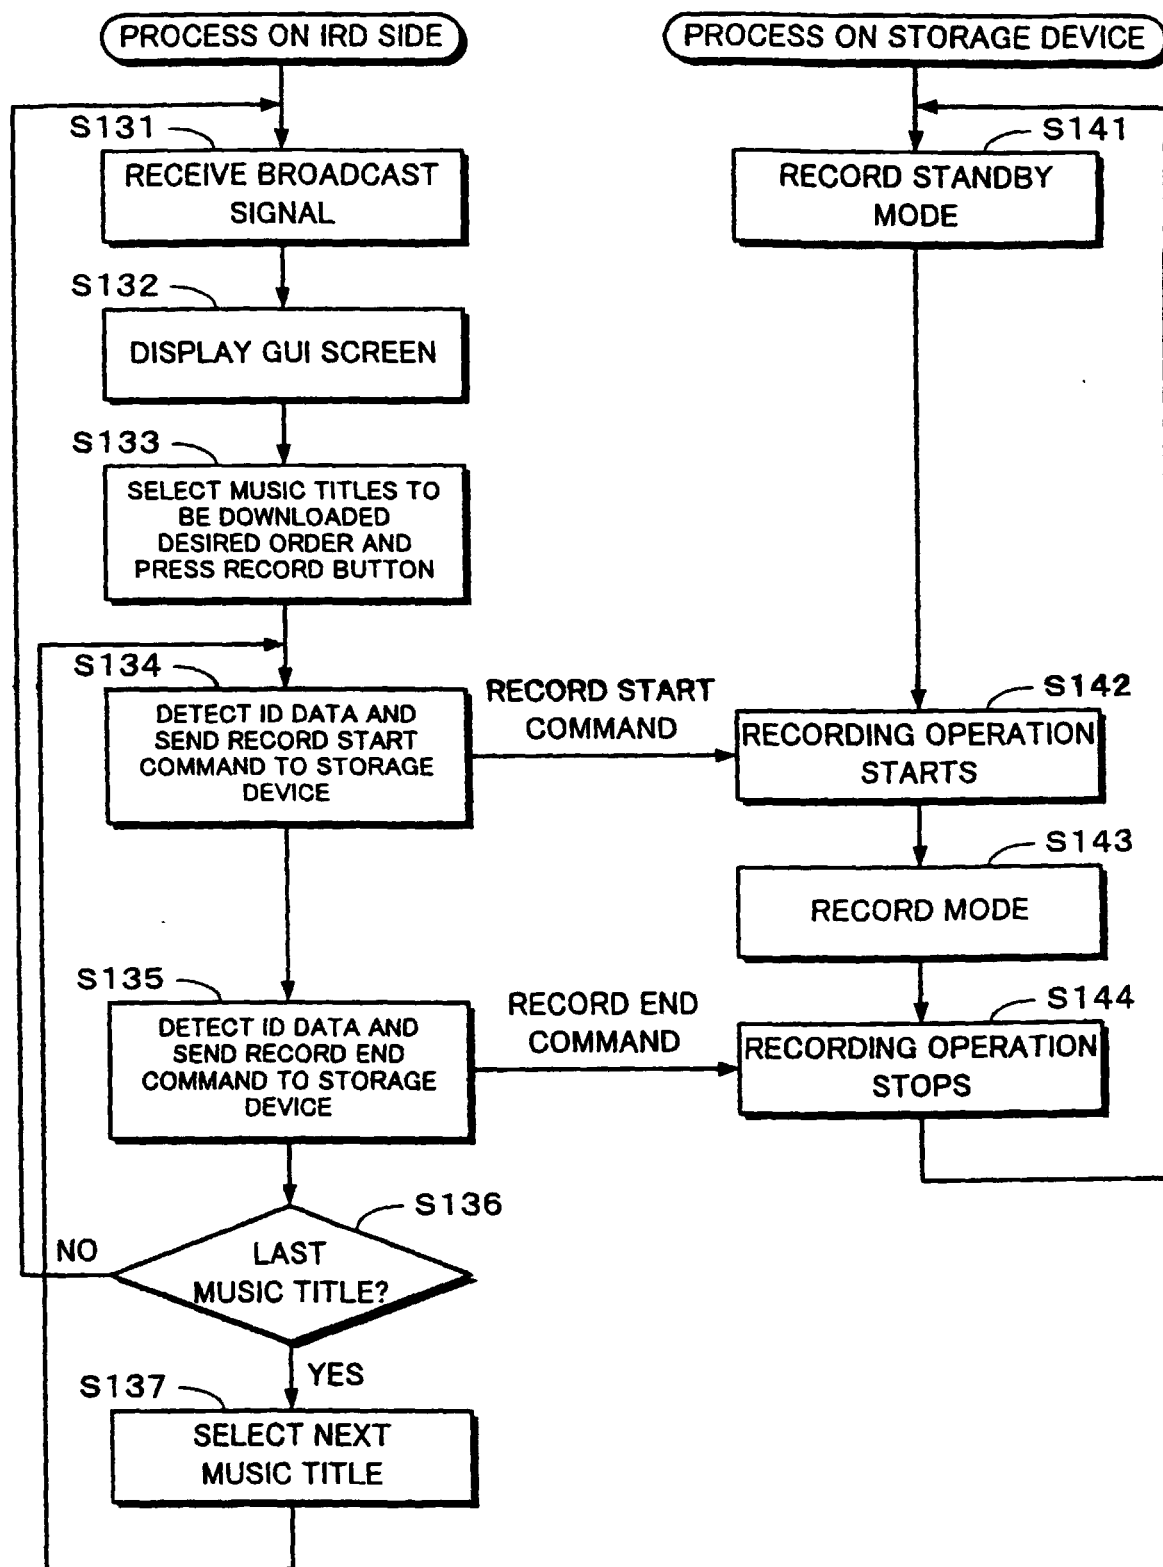 PROCESS ON IRD SIDE
S131
RECEIVE BROADCAST
SIGNAL
S132
DISPLAY GUI SCREEN
S133
SELECT MUSIC TITLES TO
BE DOWNLOADED
DESIRED ORDER AND
PRESS RECORD BUTTON
S134
DETECT ID DATA AND
SEND RECORD START
COMMAND TO STORAGE
DEVICE
RECORD START
COMMAND
S135
DETECT ID DATA AND
SEND RECORD END
COMMAND TO STORAGE
DEVICE
RECORD END
COMMAND
S136
LAST
MUSIC TITLE?
NO
YES
S137
SELECT NEXT
MUSIC TITLE
PROCESS ON STORAGE DEVICE
S141
RECORD STANDBY
MODE
S142
RECORDING OPERATION
STARTS
S143
RECORD MODE
S144
RECORDING OPERATION
STOPS